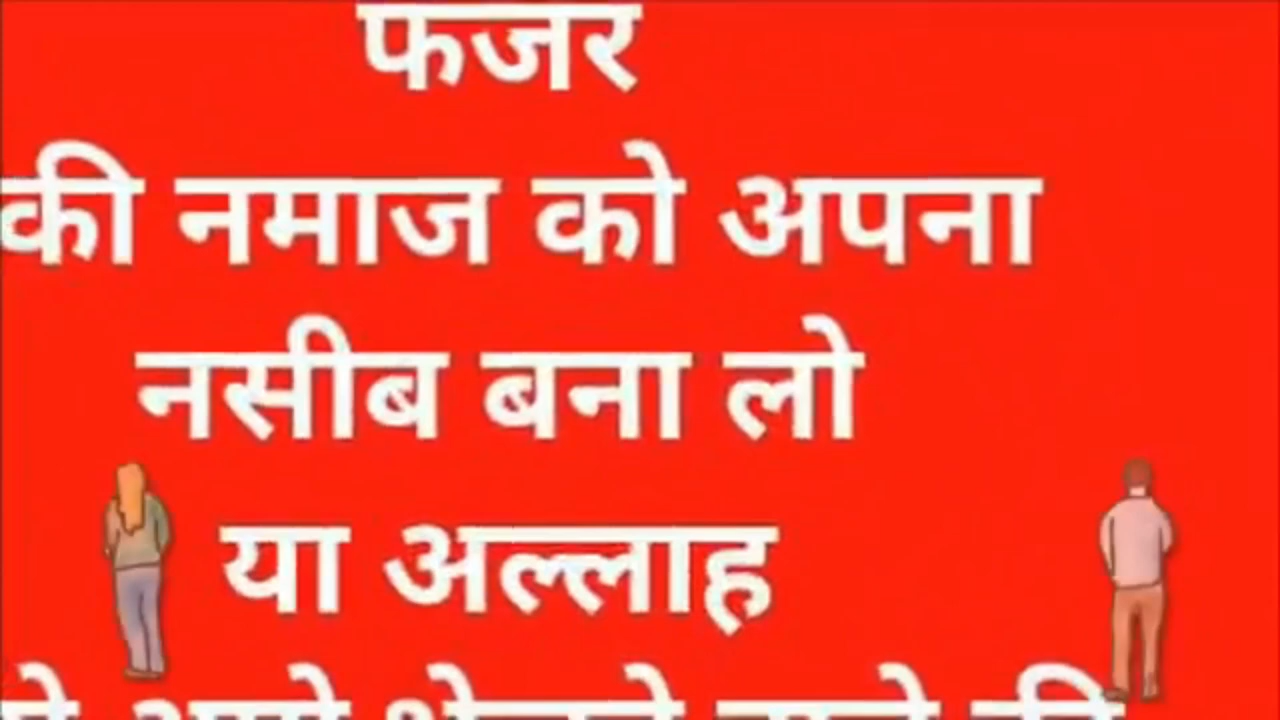 फजर
की नमाज को अपना
नसीब बना लो
या अल्लाह